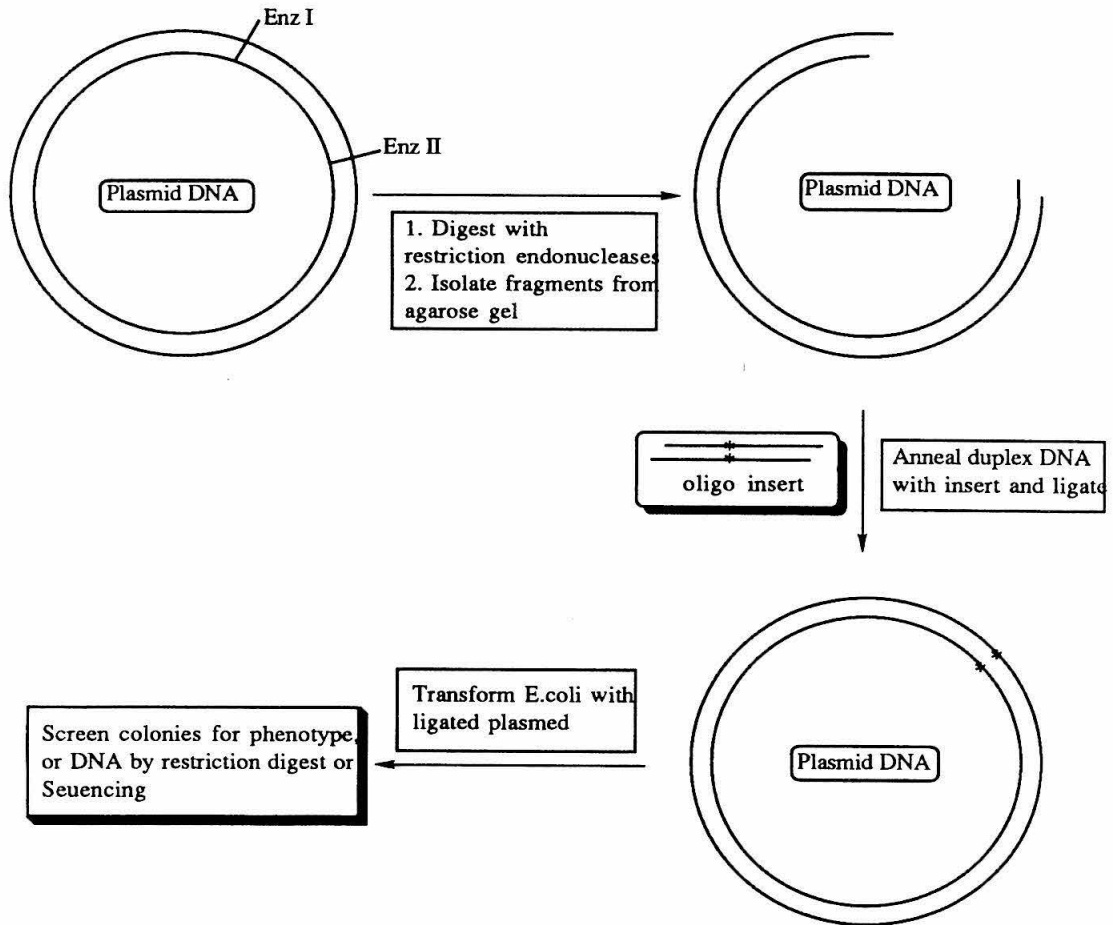 Enz I
Enz II
Plasmid DNA
1. Digest with
restriction endonucleases
2. Isolate fragments from
agarose gel
Plasmid DNA
* *
oligo insert
Anneal duplex DNA
with insert and ligate
* *
Plasmid DNA
Transform E.coli with
ligated plasmed
Screen colonies for phenotype,
or DNA by restriction digest or
Seuencing